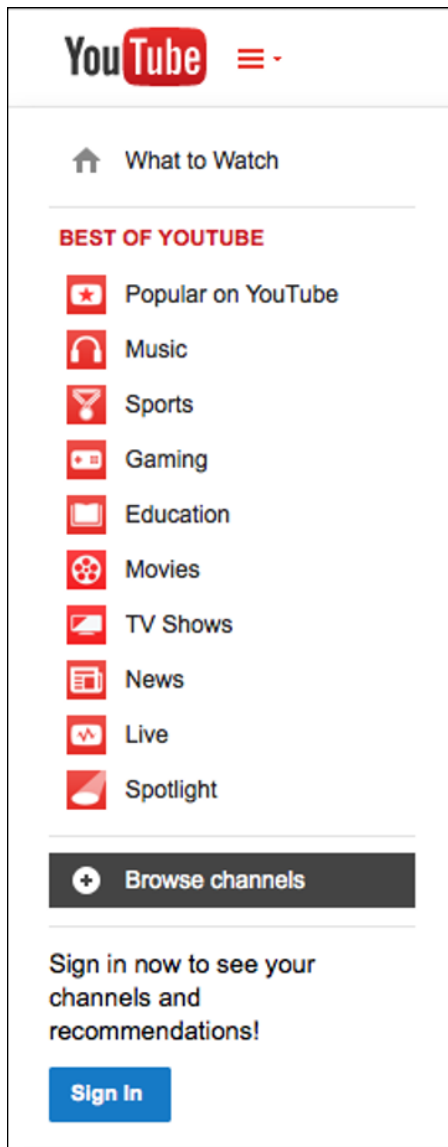 YouTube
What to Watch
BEST OF YOUTUBE
Popular on YouTube
Music
Sports
Gaming
Education
Movies
TV Shows
News
Live
Spotlight
Browse channels
Sign in now to see your
channels and
recommendations!
Sign In